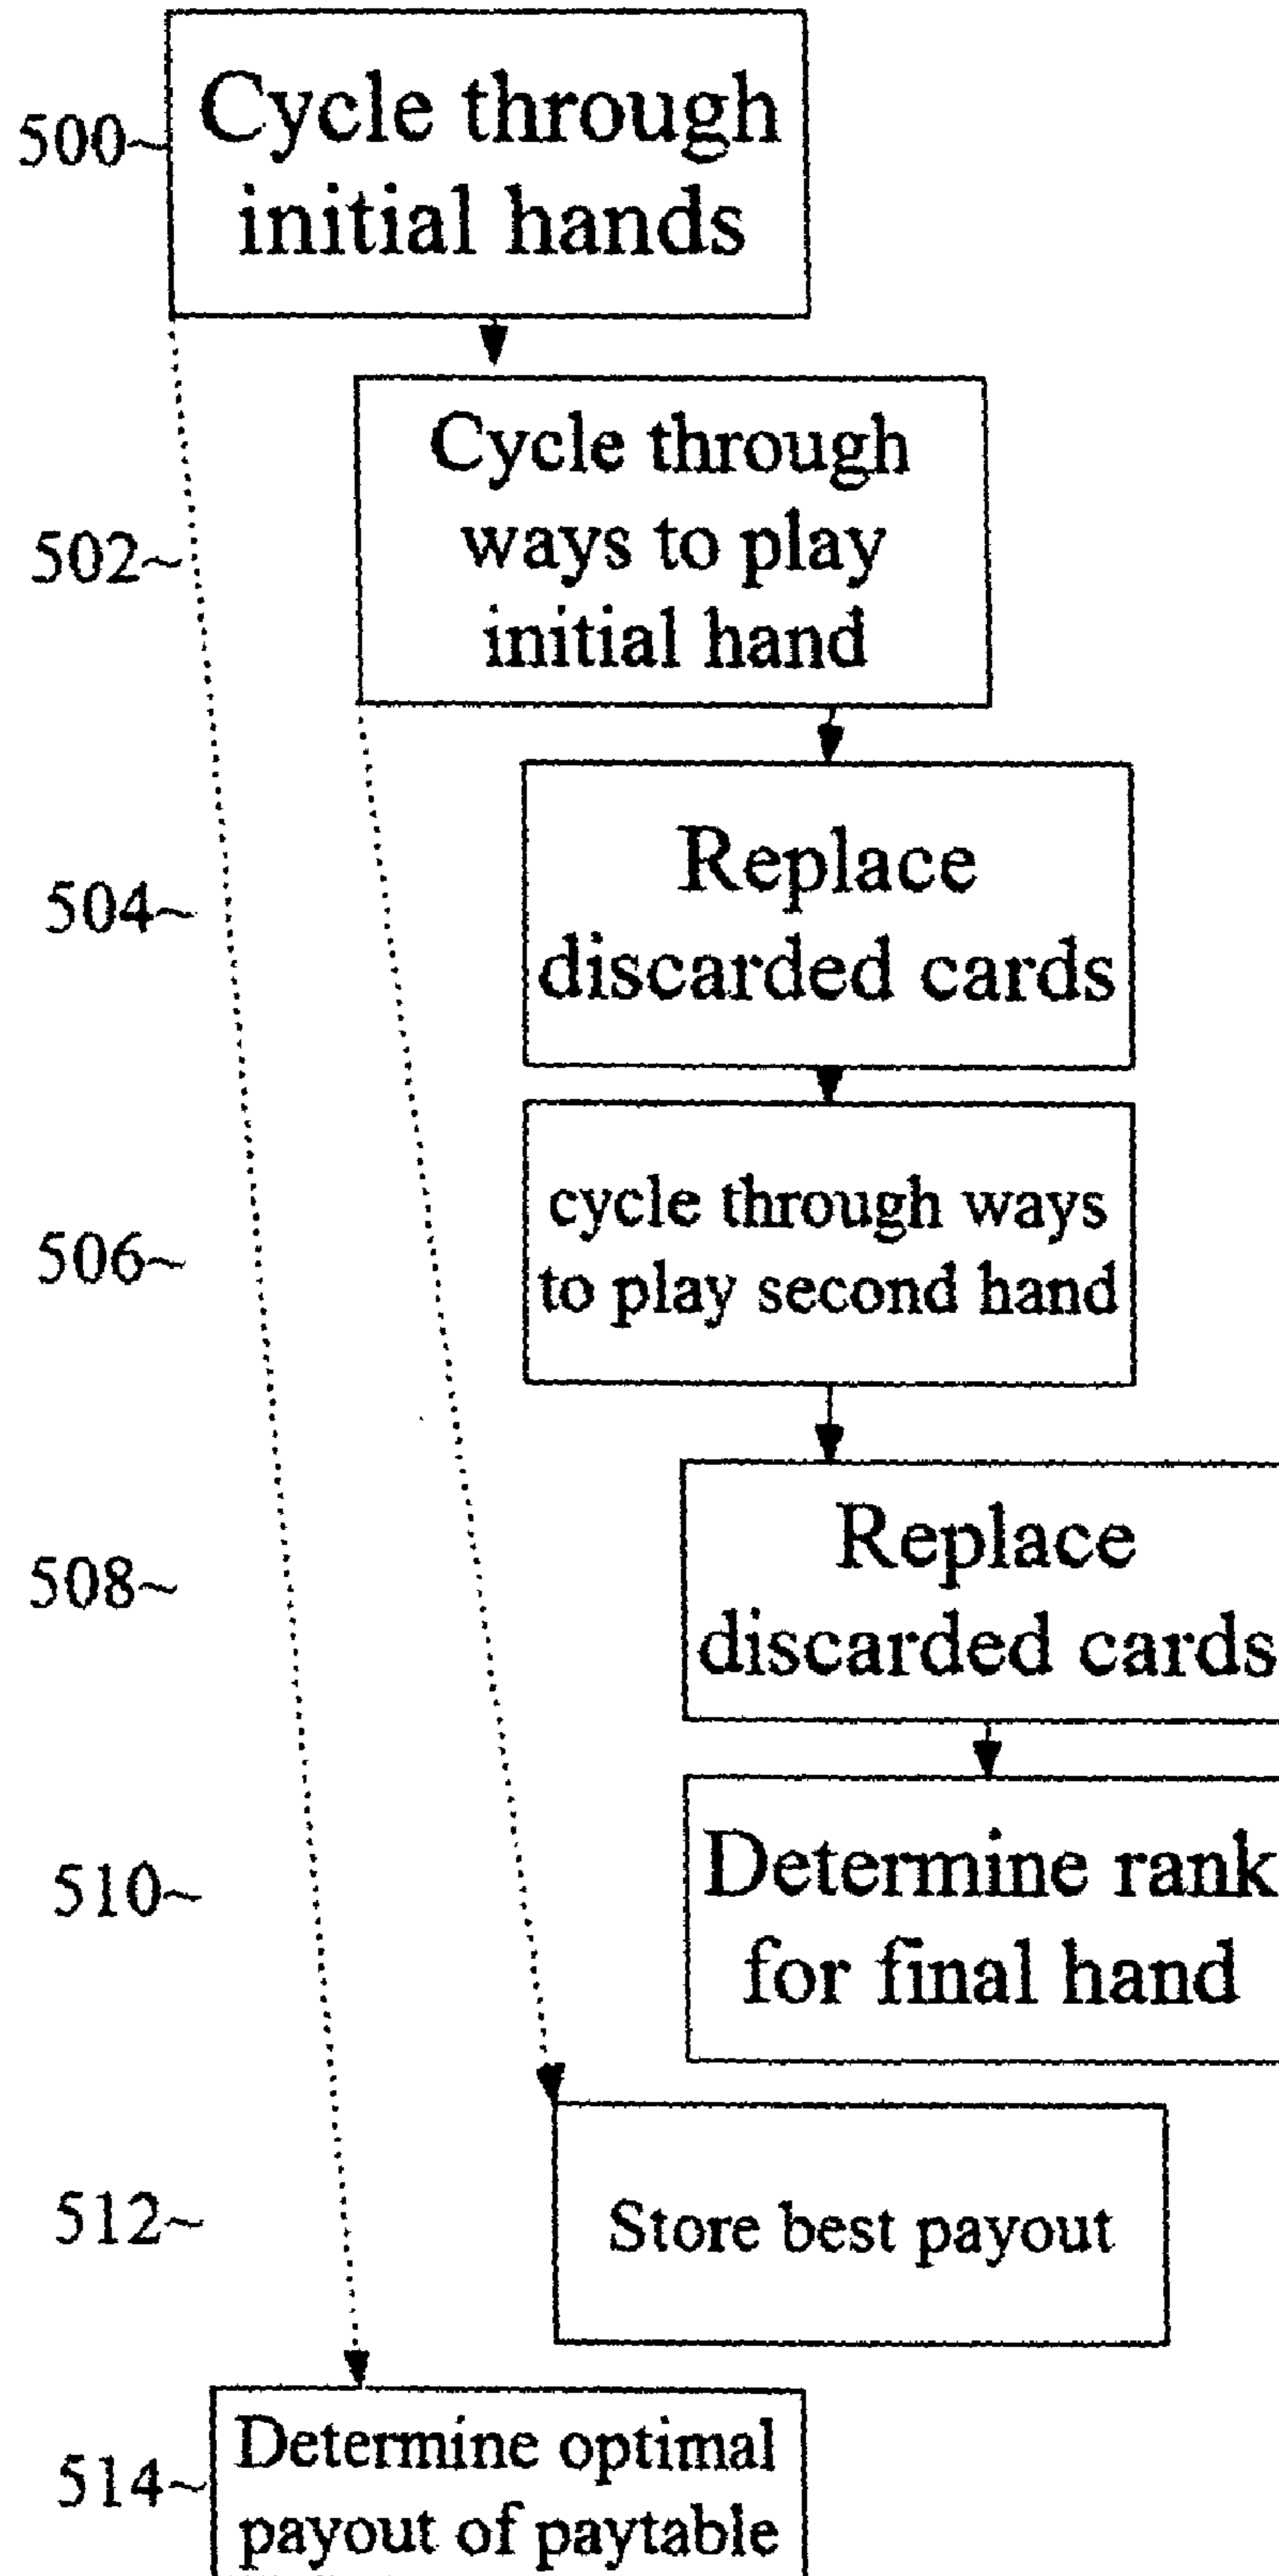 500~
Cycle through
initial hands
502~
Cycle through
ways to play
initial hand
504~
Replace
discarded cards
506~
cycle through ways
to play second hand
508~
Replace
discarded cards
510~
Determine rank
for final hand
512~
Store best payout
514~
Determine optimal
payout of paytable